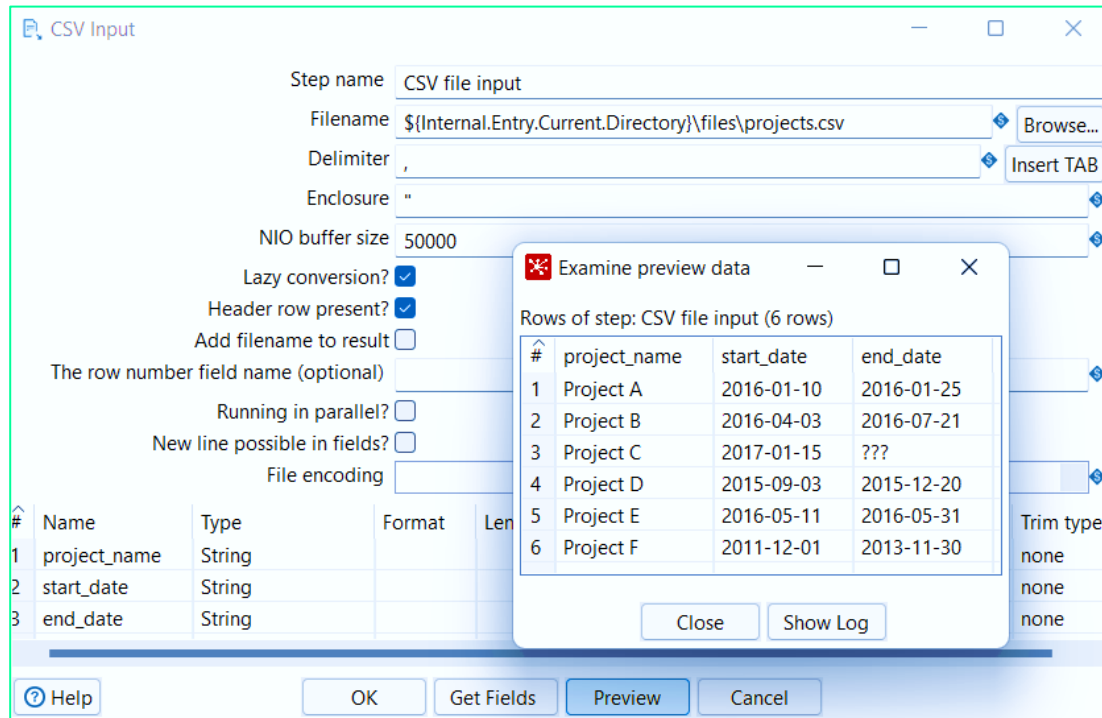 CSV Input
Step name CSV file input
Filename ${Internal.Entry.Current.Directory}\files\projects.csv Browse...
Delimiter , Insert TAB
Enclosure "
NIO buffer size 50000
Lazy conversion?
Header row present?
Add filename to result
The row number field name (optional)
Running in parallel?
New line possible in fields?
File encoding
# Name Type Format Len Trim type
1 project_name String none
2 start_date String none
3 end_date String none
Help OK Get Fields Preview Cancel
Examine preview data
Rows of step: CSV file input (6 rows)
# project_name start_date end_date
1 Project A 2016-01-10 2016-01-25
2 Project B 2016-04-03 2016-07-21
3 Project C 2017-01-15 ???
4 Project D 2015-09-03 2015-12-20
5 Project E 2016-05-11 2016-05-31
6 Project F 2011-12-01 2013-11-30
Close Show Log